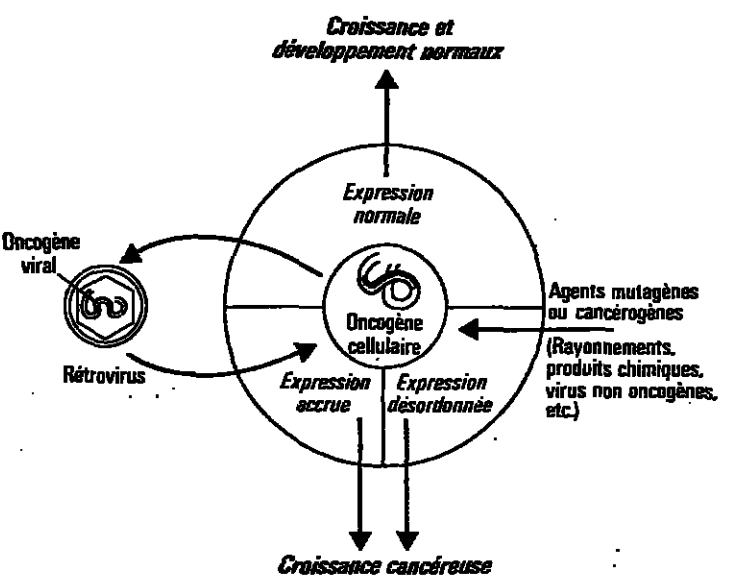 Croissance et
développement normaux
Expression
normale
Oncogène
viral
Rétrovirus
Oncogène
cellulaire
Agents mutagènes
ou cancérogènes
(Rayonnements,
produits chimiques,
virus non oncogènes,
etc.)
Expression
accrue
Expression
désordonnée
Croissance cancéreuse